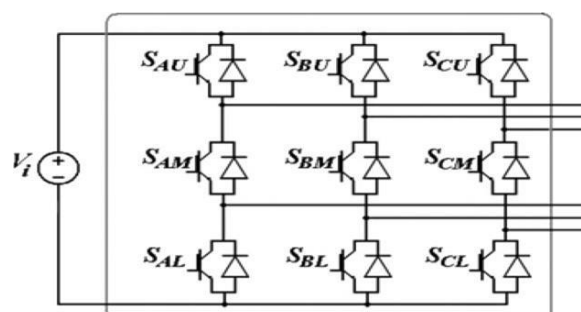 S_AU S_BU S_CU
V_i + −
S_AM S_BM S_CM
S_AL S_BL S_CL